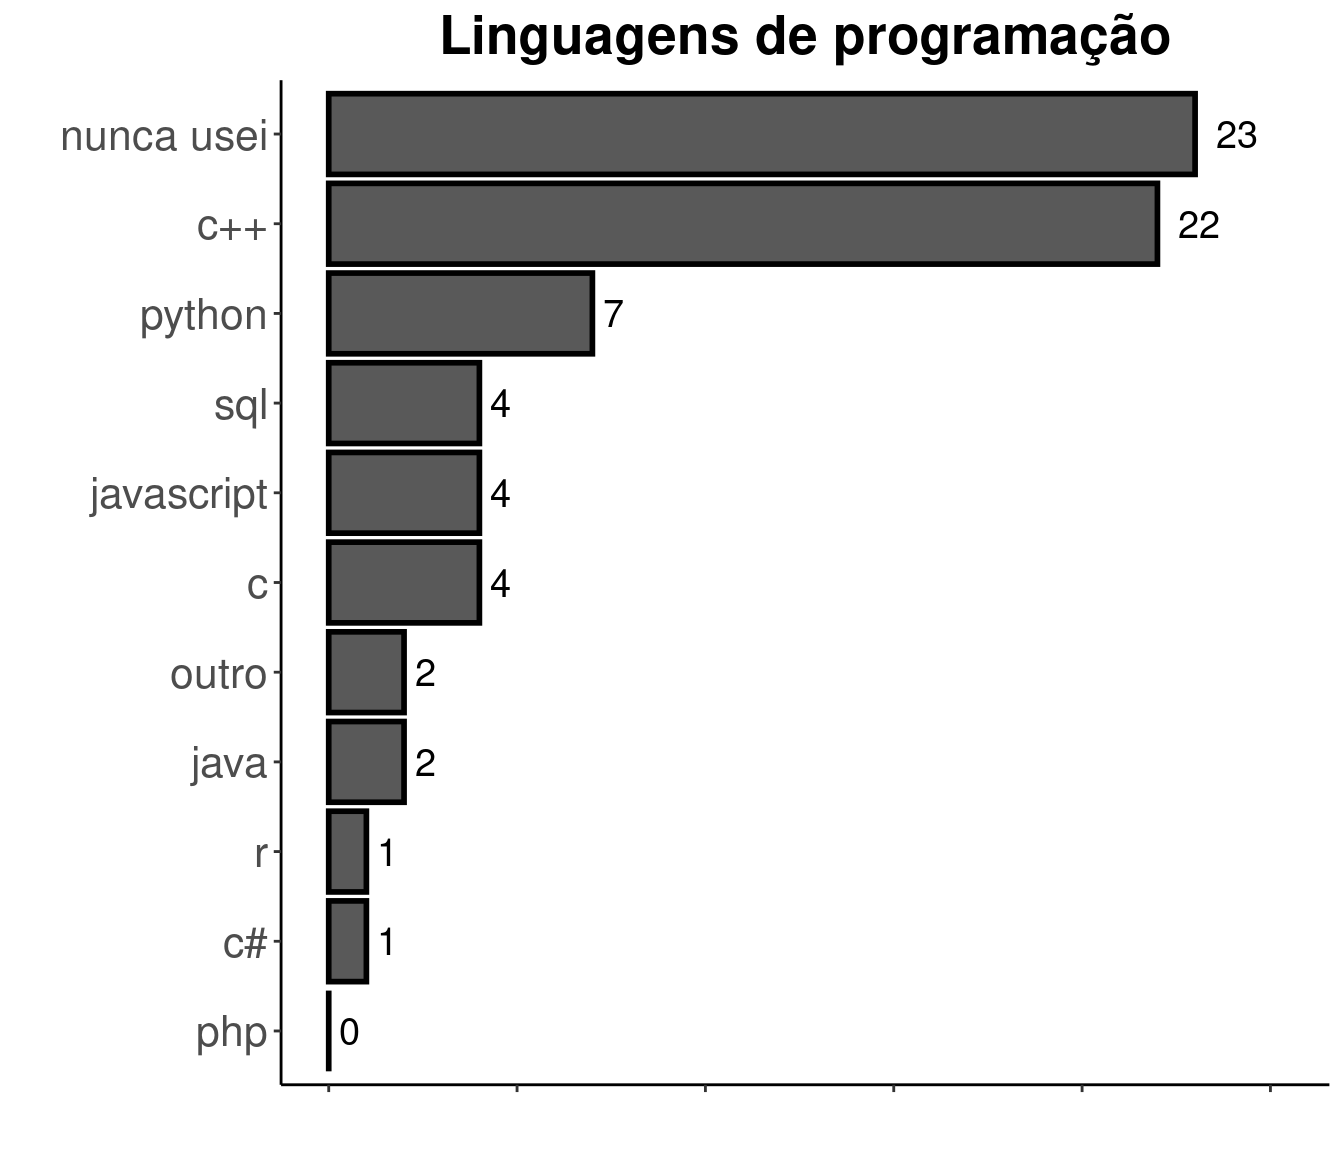 Linguagens de programação
nunca usei 23
c++ 22
python 7
sql 4
javascript 4
c 4
outro 2
java 2
r 1
c# 1
php 0